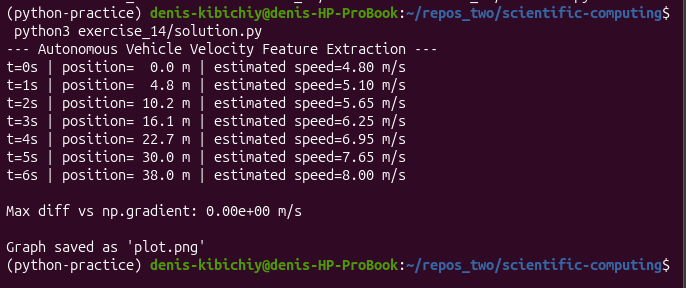 (python-practice) denis-kibichiy@denis-HP-ProBook:~/repos_two/scientific-computing$
 python3 exercise_14/solution.py
--- Autonomous Vehicle Velocity Feature Extraction ---
t=0s | position=  0.0 m | estimated speed=4.80 m/s
t=1s | position=  4.8 m | estimated speed=5.10 m/s
t=2s | position= 10.2 m | estimated speed=5.65 m/s
t=3s | position= 16.1 m | estimated speed=6.25 m/s
t=4s | position= 22.7 m | estimated speed=6.95 m/s
t=5s | position= 30.0 m | estimated speed=7.65 m/s
t=6s | position= 38.0 m | estimated speed=8.00 m/s

Max diff vs np.gradient: 0.00e+00 m/s

Graph saved as 'plot.png'
(python-practice) denis-kibichiy@denis-HP-ProBook:~/repos_two/scientific-computing$